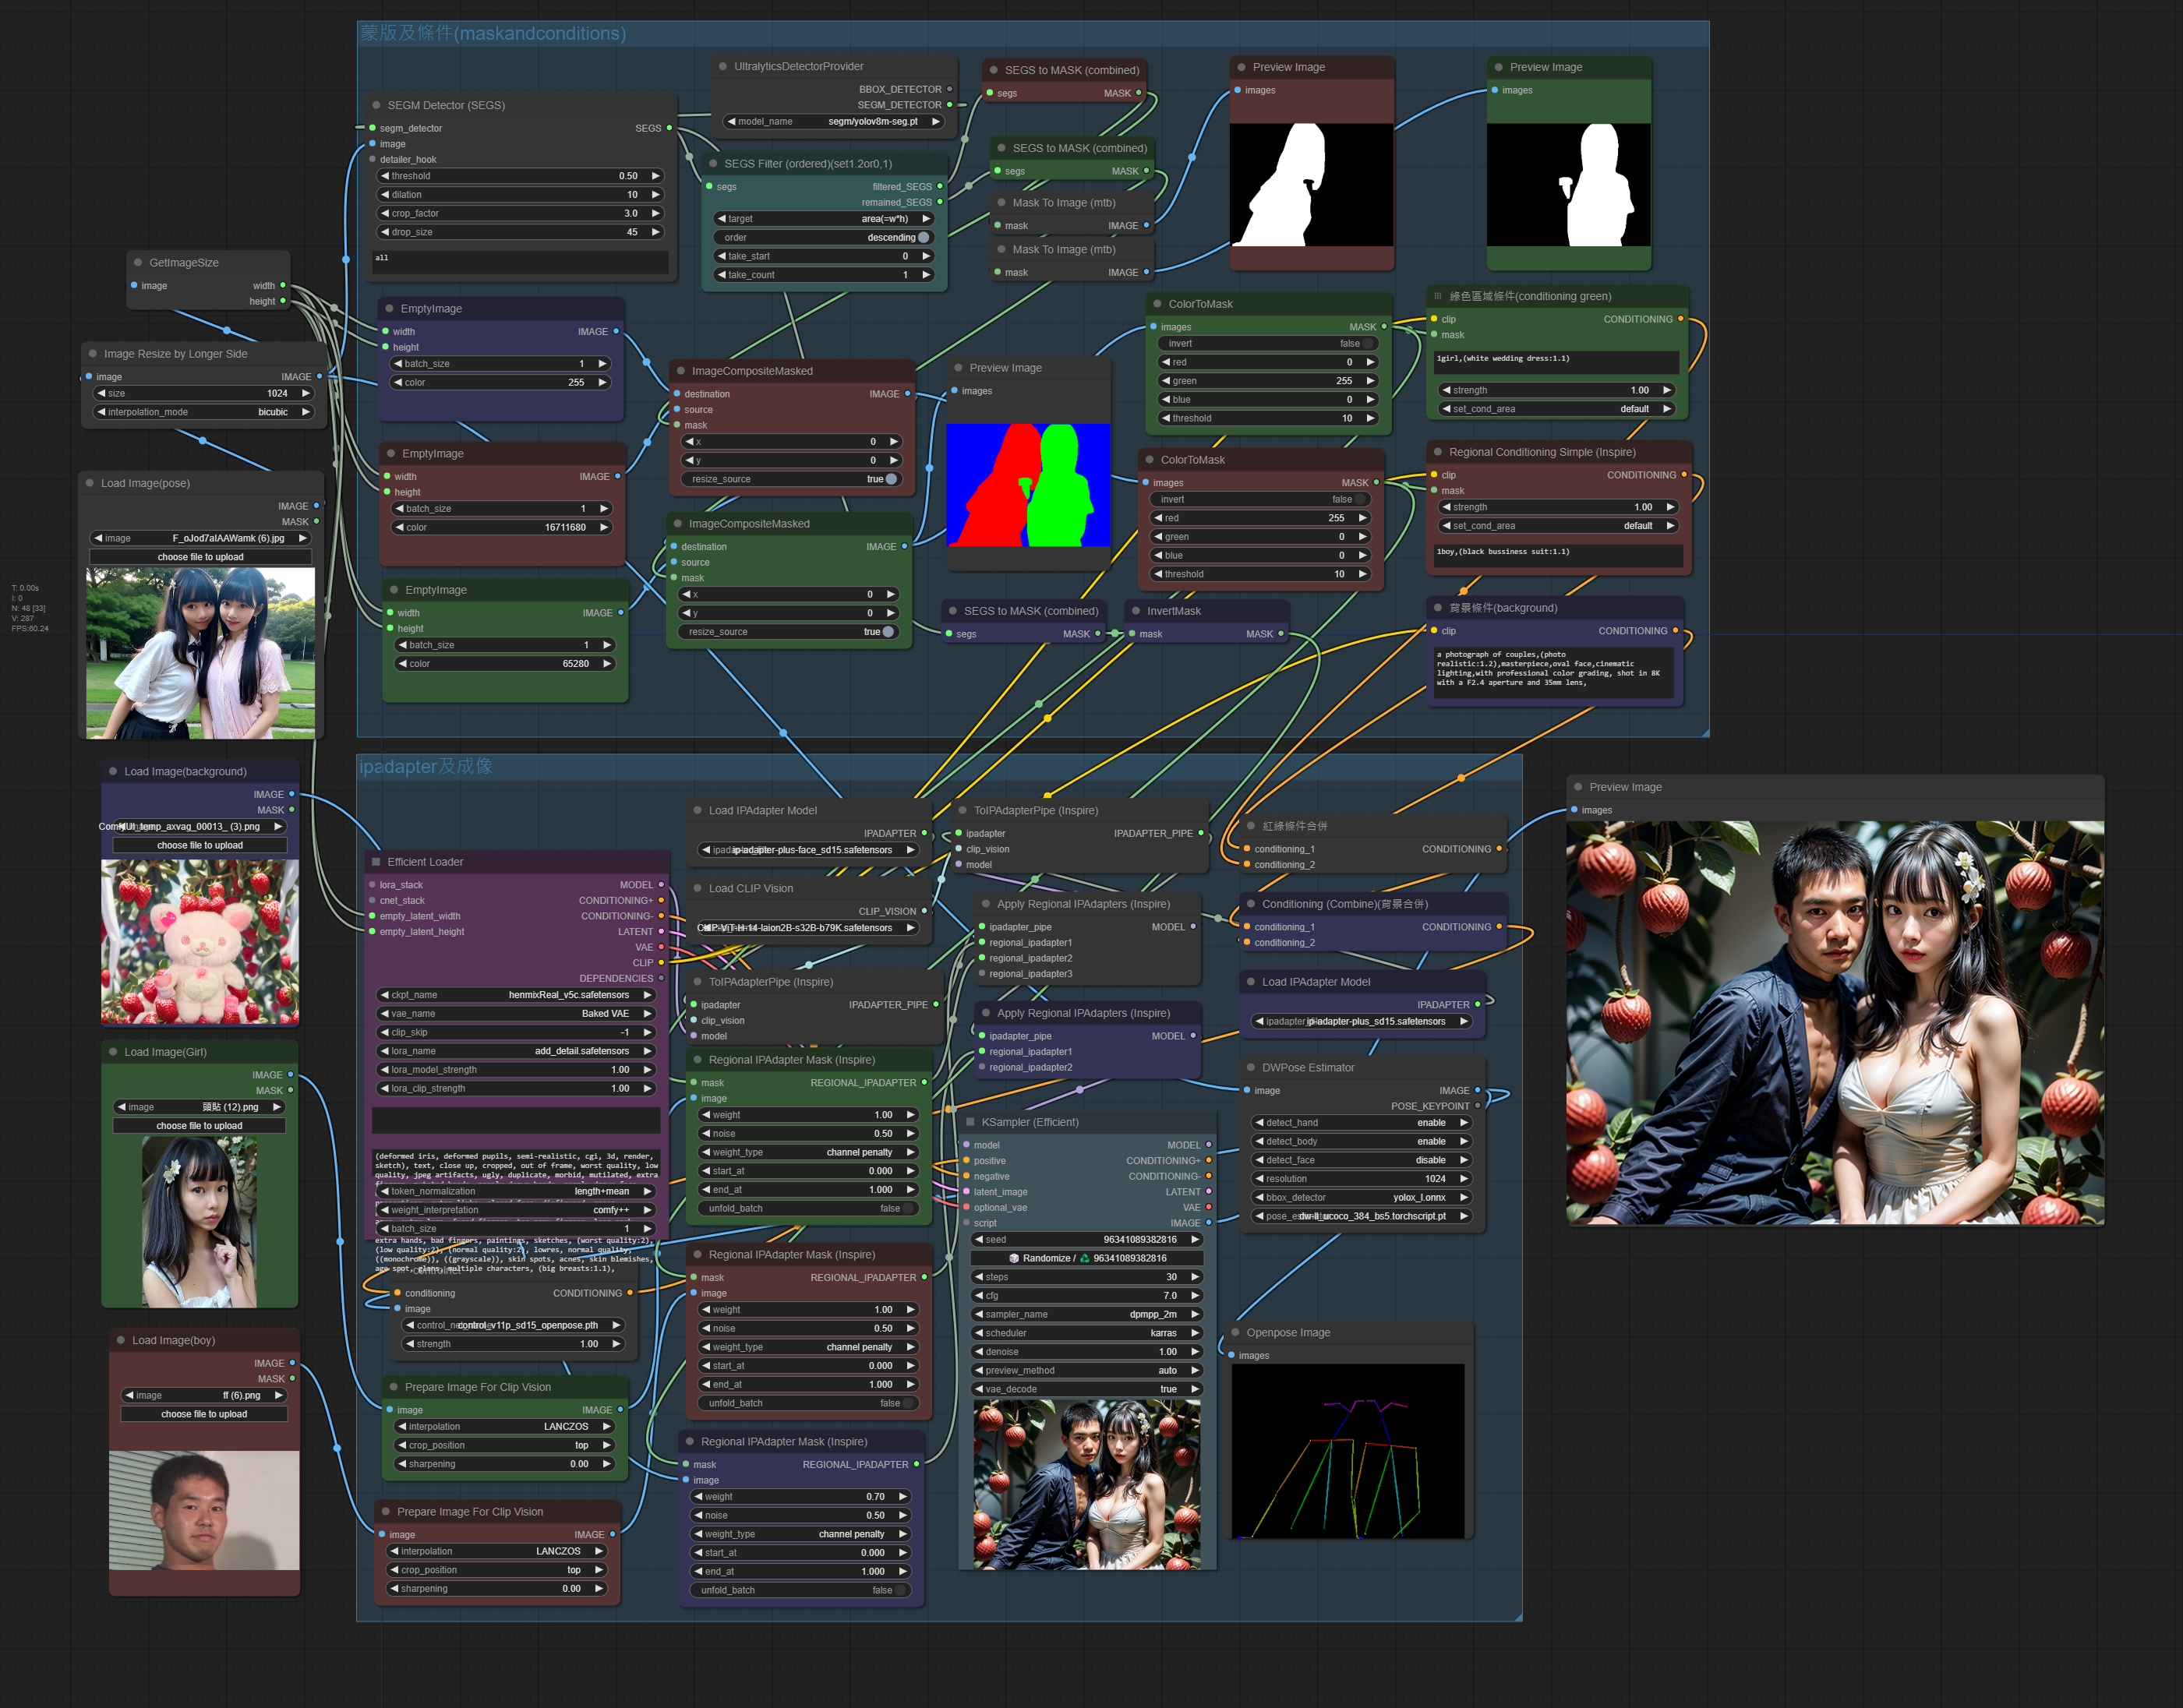 蒙版及條件(maskandconditions)
UltralyticsDetectorProvider
BBOX_DETECTOR
SEGM_DETECTOR
model_name segm/yolov8m-seg.pt
SEGS to MASK (combined)
segs MASK
Preview Image
images
Preview Image
images
SEGM Detector (SEGS)
segm_detector SEGS
image
detailer_hook
threshold 0.50
dilation 10
crop_factor 3.0
drop_size 45
all
SEGS Filter (ordered)(set1.2or0,1)
segs filtered_SEGS
remained_SEGS
target area(=w*h)
order descending
take_start 0
take_count 1
SEGS to MASK (combined)
segs MASK
Mask To Image (mtb)
mask IMAGE
Mask To Image (mtb)
mask IMAGE
GetImageSize
image width
height
Image Resize by Longer Side
image IMAGE
size 1024
interpolation_mode bicubic
Load Image(pose)
IMAGE
MASK
image F_oJod7aIAAWamk (6).jpg
choose file to upload
T: 0.00s
I: 0
N: 48 [33]
V: 287
FPS:60.24
EmptyImage
width IMAGE
height
batch_size 1
color 255
EmptyImage
width IMAGE
height
batch_size 1
color 16711680
EmptyImage
width IMAGE
height
batch_size 1
color 65280
ImageCompositeMasked
destination IMAGE
source
mask
x 0
y 0
resize_source true
ImageCompositeMasked
destination IMAGE
source
mask
x 0
y 0
resize_source true
Preview Image
images
ColorToMask
images MASK
invert false
red 0
green 255
blue 0
threshold 10
ColorToMask
images MASK
invert false
red 255
green 0
blue 0
threshold 10
SEGS to MASK (combined)
segs MASK
InvertMask
mask MASK
綠色區域條件(conditioning green)
clip CONDITIONING
mask
1girl,(white wedding dress:1.1)
strength 1.00
set_cond_area default
Regional Conditioning Simple (Inspire)
clip CONDITIONING
mask
strength 1.00
set_cond_area default
1boy,(black bussiness suit:1.1)
背景條件(background)
clip CONDITIONING
a photograph of couples,(photo
realistic:1.2),masterpiece,oval face,cinematic
lighting,with professional color grading, shot in 8K
with a F2.4 aperture and 35mm lens,
ipadapter及成像
Load Image(background)
IMAGE
MASK
choose file to upload
Load Image(Girl)
IMAGE
MASK
image 頭貼 (12).png
choose file to upload
Load Image(boy)
IMAGE
MASK
image ff (6).png
choose file to upload
Efficient Loader
lora_stack MODEL
cnet_stack CONDITIONING+
empty_latent_width CONDITIONING-
empty_latent_height LATENT
VAE
CLIP
DEPENDENCIES
ckpt_name henmixReal_v5c.safetensors
vae_name Baked VAE
clip_skip -1
lora_name add_detail.safetensors
lora_model_strength 1.00
lora_clip_strength 1.00
(deformed iris, deformed pupils, semi-realistic, cgi, 3d, render,
sketch), text, close up, cropped, out of frame, worst quality, low
quality, jpeg artifacts, ugly, duplicate, morbid, mutilated, extra
token_normalization length+mean
weight_interpretation comfy++
batch_size 1
extra hands, bad fingers, paintings, sketches, (worst quality:2),
(low quality:2), (normal quality:2), lowres, normal quality,
((monochrome)), ((grayscale)), skin spots, acnes, skin blemishes,
age spot, glans, multiple characters, (big breasts:1.1),
conditioning CONDITIONING
image
control_v11p_sd15_openpose.pth
strength 1.00
Prepare Image For Clip Vision
image IMAGE
interpolation LANCZOS
crop_position top
sharpening 0.00
Prepare Image For Clip Vision
image IMAGE
interpolation LANCZOS
crop_position top
sharpening 0.00
Load IPAdapter Model
IPADAPTER
ip-adapter-plus-face_sd15.safetensors
Load CLIP Vision
CLIP_VISION
CLIP-ViT-H-14-laion2B-s32B-b79K.safetensors
ToIPAdapterPipe (Inspire)
ipadapter IPADAPTER_PIPE
clip_vision
model
Regional IPAdapter Mask (Inspire)
mask REGIONAL_IPADAPTER
image
weight 1.00
noise 0.50
weight_type channel penalty
start_at 0.000
end_at 1.000
unfold_batch false
Regional IPAdapter Mask (Inspire)
mask REGIONAL_IPADAPTER
image
weight 1.00
noise 0.50
weight_type channel penalty
start_at 0.000
end_at 1.000
unfold_batch false
Regional IPAdapter Mask (Inspire)
mask REGIONAL_IPADAPTER
image
weight 0.70
noise 0.50
weight_type channel penalty
start_at 0.000
end_at 1.000
unfold_batch false
ToIPAdapterPipe (Inspire)
ipadapter IPADAPTER_PIPE
clip_vision
model
Apply Regional IPAdapters (Inspire)
ipadapter_pipe MODEL
regional_ipadapter1
regional_ipadapter2
regional_ipadapter3
Apply Regional IPAdapters (Inspire)
ipadapter_pipe MODEL
regional_ipadapter1
regional_ipadapter2
KSampler (Efficient)
model MODEL
positive CONDITIONING+
negative CONDITIONING-
latent_image LATENT
optional_vae VAE
script IMAGE
seed 96341089382816
Randomize / 96341089382816
steps 30
cfg 7.0
sampler_name dpmpp_2m
scheduler karras
denoise 1.00
preview_method auto
vae_decode true
紅綠條件合併
conditioning_1 CONDITIONING
conditioning_2
Conditioning (Combine)(背景合併)
conditioning_1 CONDITIONING
conditioning_2
Load IPAdapter Model
IPADAPTER
ip-adapter-plus_sd15.safetensors
DWPose Estimator
image IMAGE
POSE_KEYPOINT
detect_hand enable
detect_body enable
detect_face disable
resolution 1024
bbox_detector yolox_l.onnx
dw-ll_ucoco_384_bs5.torchscript.pt
Openpose Image
images
Preview Image
images